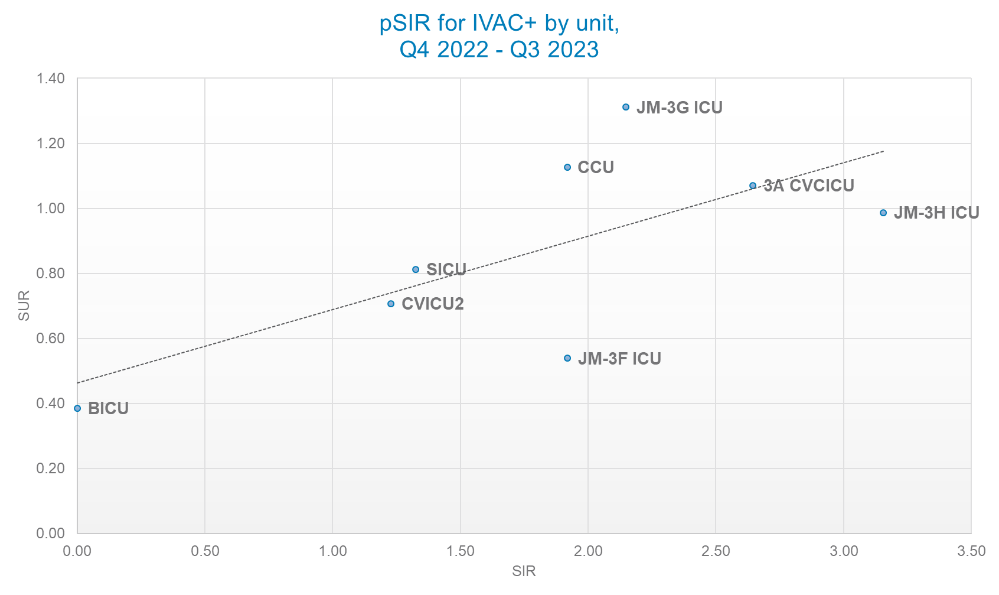 pSIR for IVAC+ by unit,
Q4 2022 - Q3 2023
1.40
JM-3G ICU
1.20
CCU
3A CVCICU
1.00
JM-3H ICU
0.80
SICU
CVICU2
SUR
0.60
JM-3F ICU
0.40
BICU
0.20
0.00
0.00 0.50 1.00 1.50 2.00 2.50 3.00 3.50
SIR